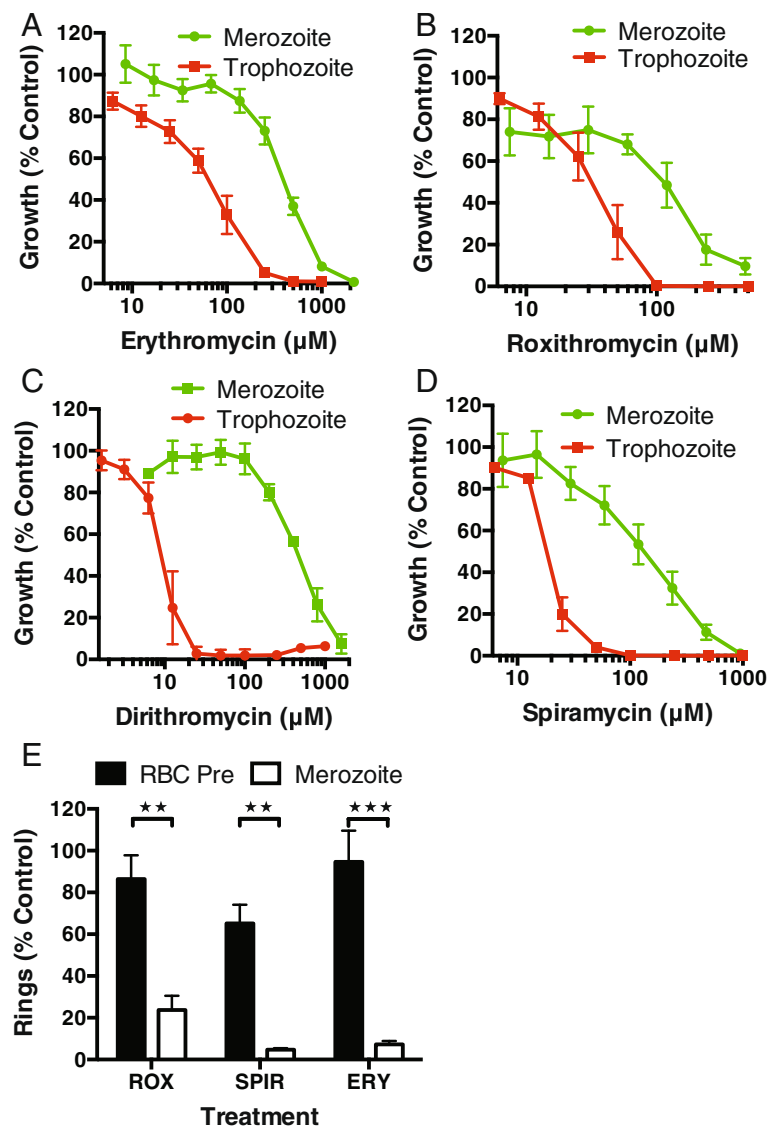 A
Merozoite
Trophozoite
120
100
80
60
40
20
0
Growth (% Control)
10
100
1000
Erythromycin (µM)
B
Merozoite
Trophozoite
120
100
80
60
40
20
0
Growth (% Control)
10
100
Roxithromycin (µM)
C
Merozoite
Trophozoite
120
100
80
60
40
20
0
Growth (% Control)
10
100
1000
Dirithromycin (µM)
D
Merozoite
Trophozoite
120
100
80
60
40
20
0
Growth (% Control)
10
100
1000
Spiramycin (µM)
E
RBC Pre
Merozoite
120
100
80
60
40
20
0
Rings (% Control)
★★
★★
★★★
ROX
SPIR
ERY
Treatment